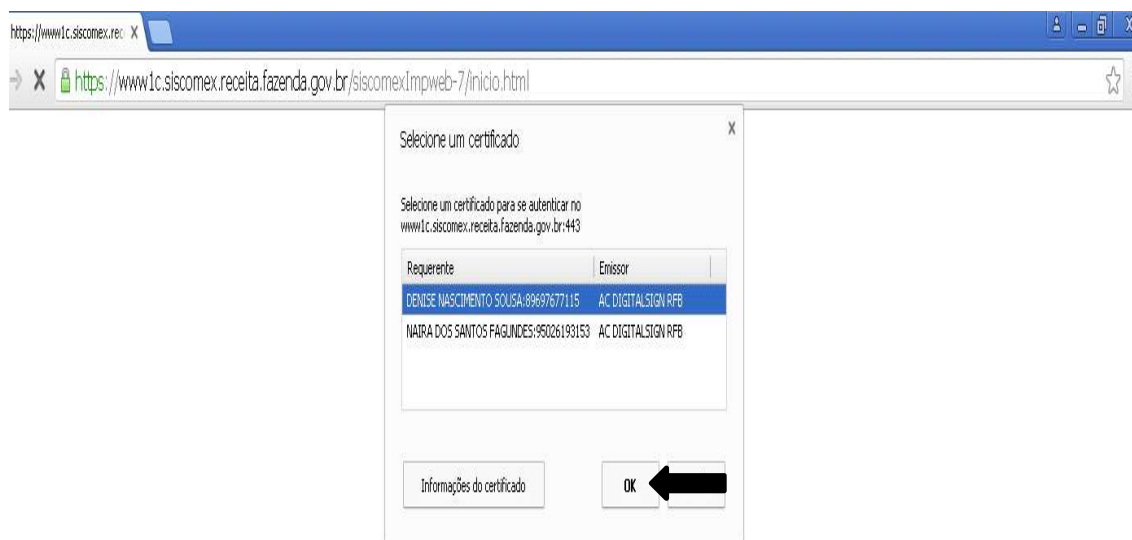 https://www1c.siscomex.rec
https://www1c.siscomex.receita.fazenda.gov.br/siscomexImpweb-7/inicio.html
Selecione um certificado
Selecione um certificado para se autenticar no
www1c.siscomex.receita.fazenda.gov.br:443
Requerente Emissor
DENISE NASCIMENTO SOUSA:89697677115 AC DIGITALSIGN RFB
NAIRA DOS SANTOS FAGUNDES:95026193153 AC DIGITALSIGN RFB
Informações do certificado OK